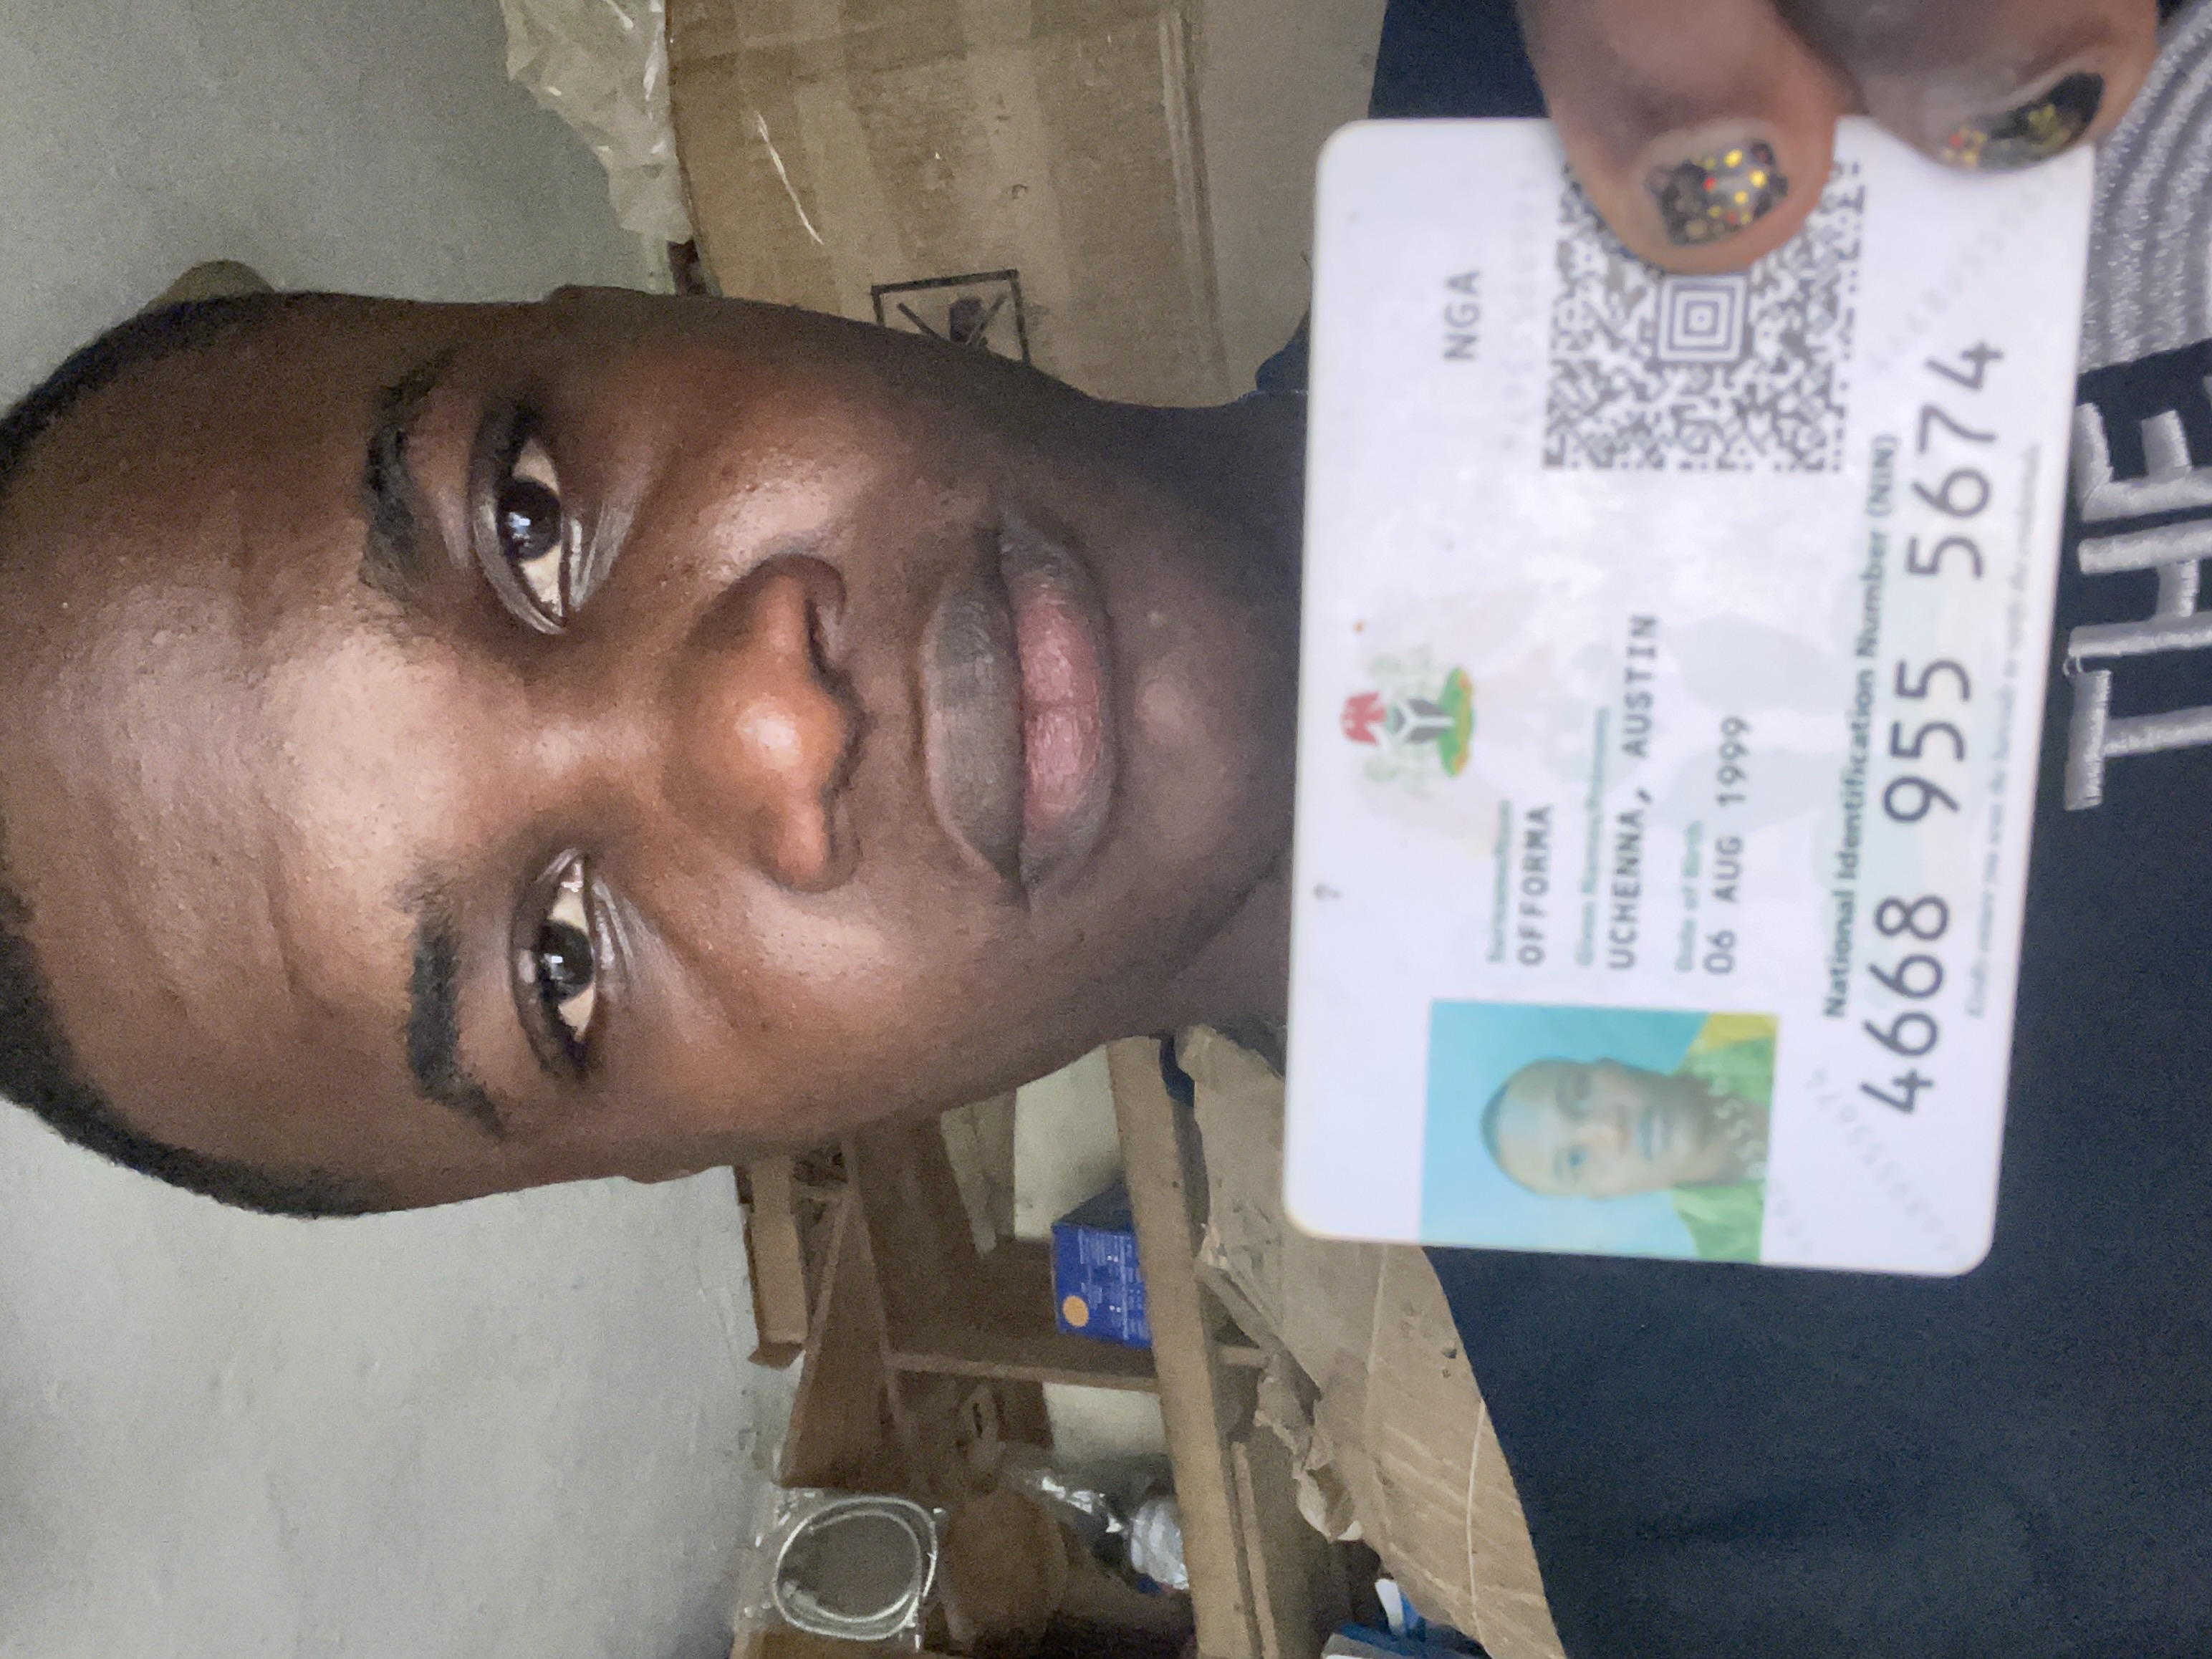 NGA
Surname/Nom
OFFORMA
Given Names/Prenoms
UCHENNA, AUSTIN
Date of Birth
06 AUG 1999
National Identification Number (NIN)
4668 955 5674
Kindly ensure you scan the barcode to verify the credentials
THE